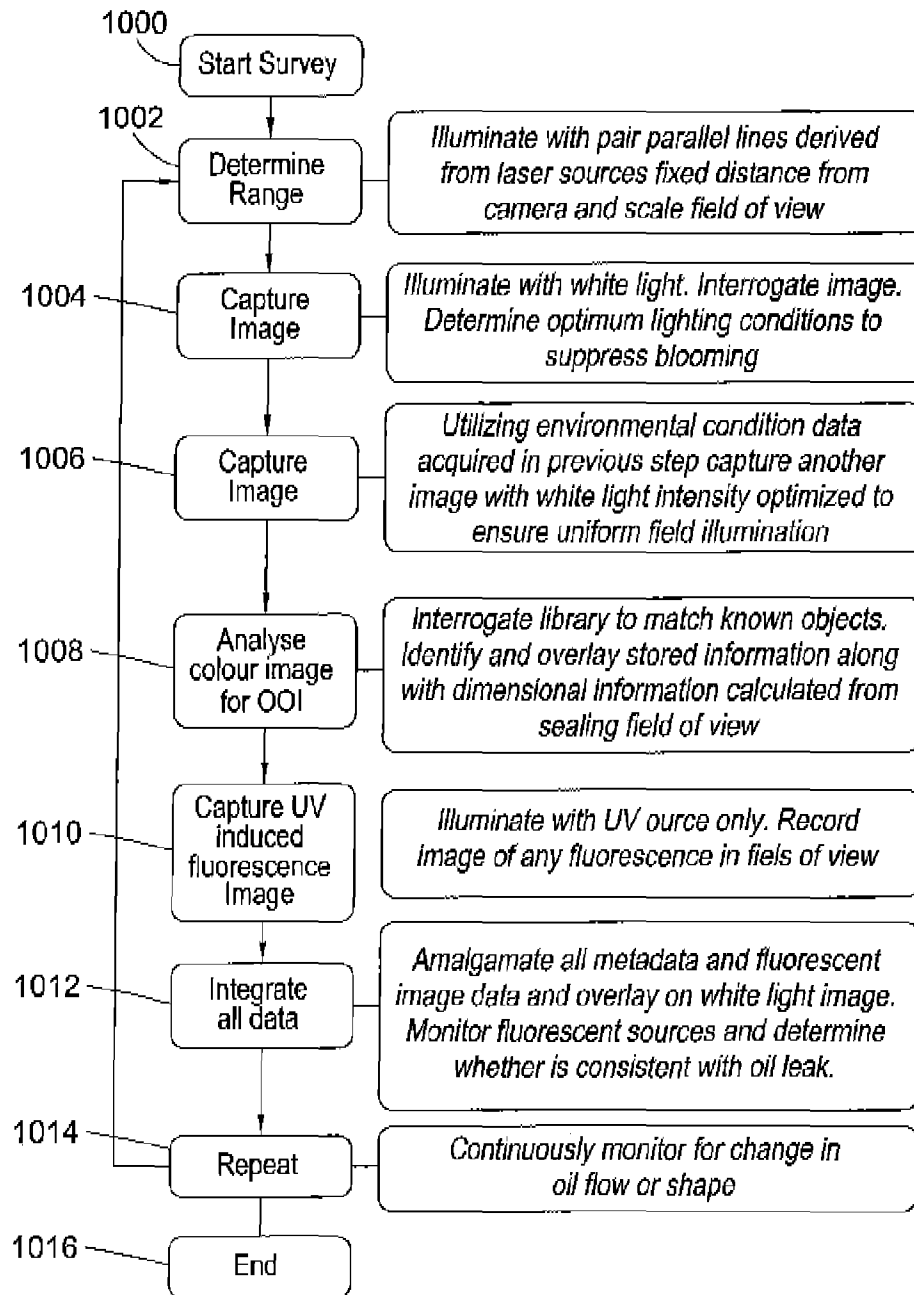 1000
Start Survey
1002
Determine
Range
Illuminate with pair parallel lines derived
from laser sources fixed distance from
camera and scale field of view
1004
Capture
Image
Illuminate with white light. Interrogate image.
Determine optimum lighting conditions to
suppress blooming
1006
Capture
Image
Utilizing environmental condition data
acquired in previous step capture another
image with white light intensity optimized to
ensure uniform field illumination
1008
Analyse
colour image
for OOI
Interrogate library to match known objects.
Identify and overlay stored information along
with dimensional information calculated from
sealing field of view
1010
Capture UV
induced
fluorescence
Image
Illuminate with UV ource only. Record
Image of any fluorescence in fiels of view
1012
Integrate
all data
Amalgamate all metadata and fluorescent
image data and overlay on white light image.
Monitor fluorescent sources and determine
whether is consistent with oil leak.
1014
Repeat
Continuously monitor for change in
oil flow or shape
1016
End